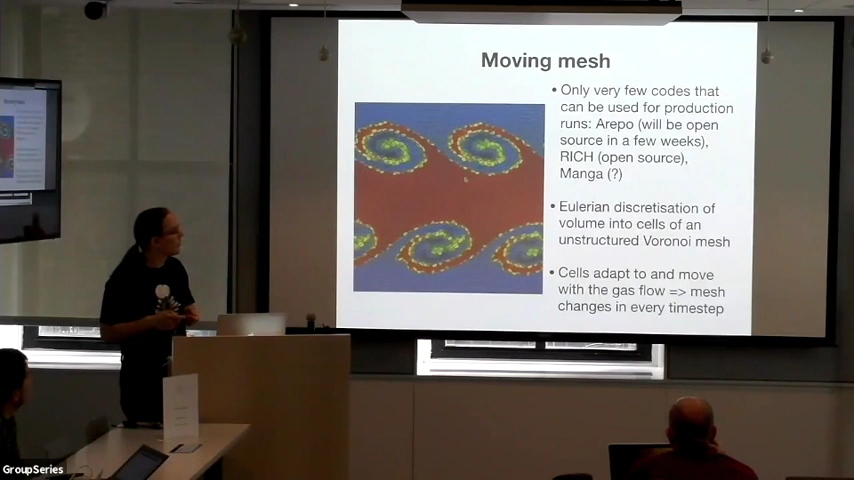 Moving mesh
• Only very few codes that
can be used for production
runs: Arepo (will be open
source in a few weeks),
RICH (open source),
Manga (?)
• Eulerian discretisation of
volume into cells of an
unstructured Voronoi mesh
• Cells adapt to and move
with the gas flow => mesh
changes in every timestep
GroupSeries